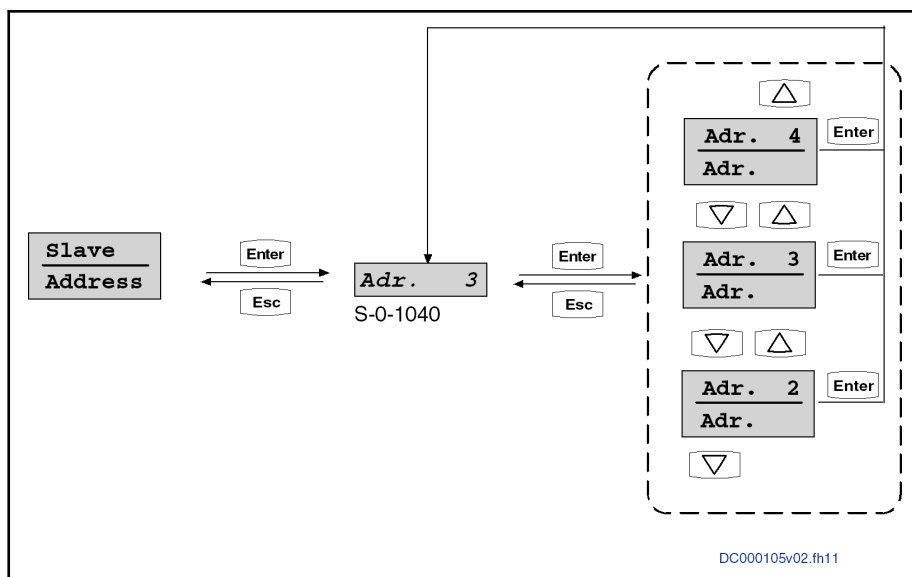 Slave
Address
Enter
Esc
Adr. 3
S-0-1040
Enter
Esc
Adr. 4
Adr.
Enter
Adr. 3
Adr.
Enter
Adr. 2
Adr.
Enter
DC000105v02.fh11